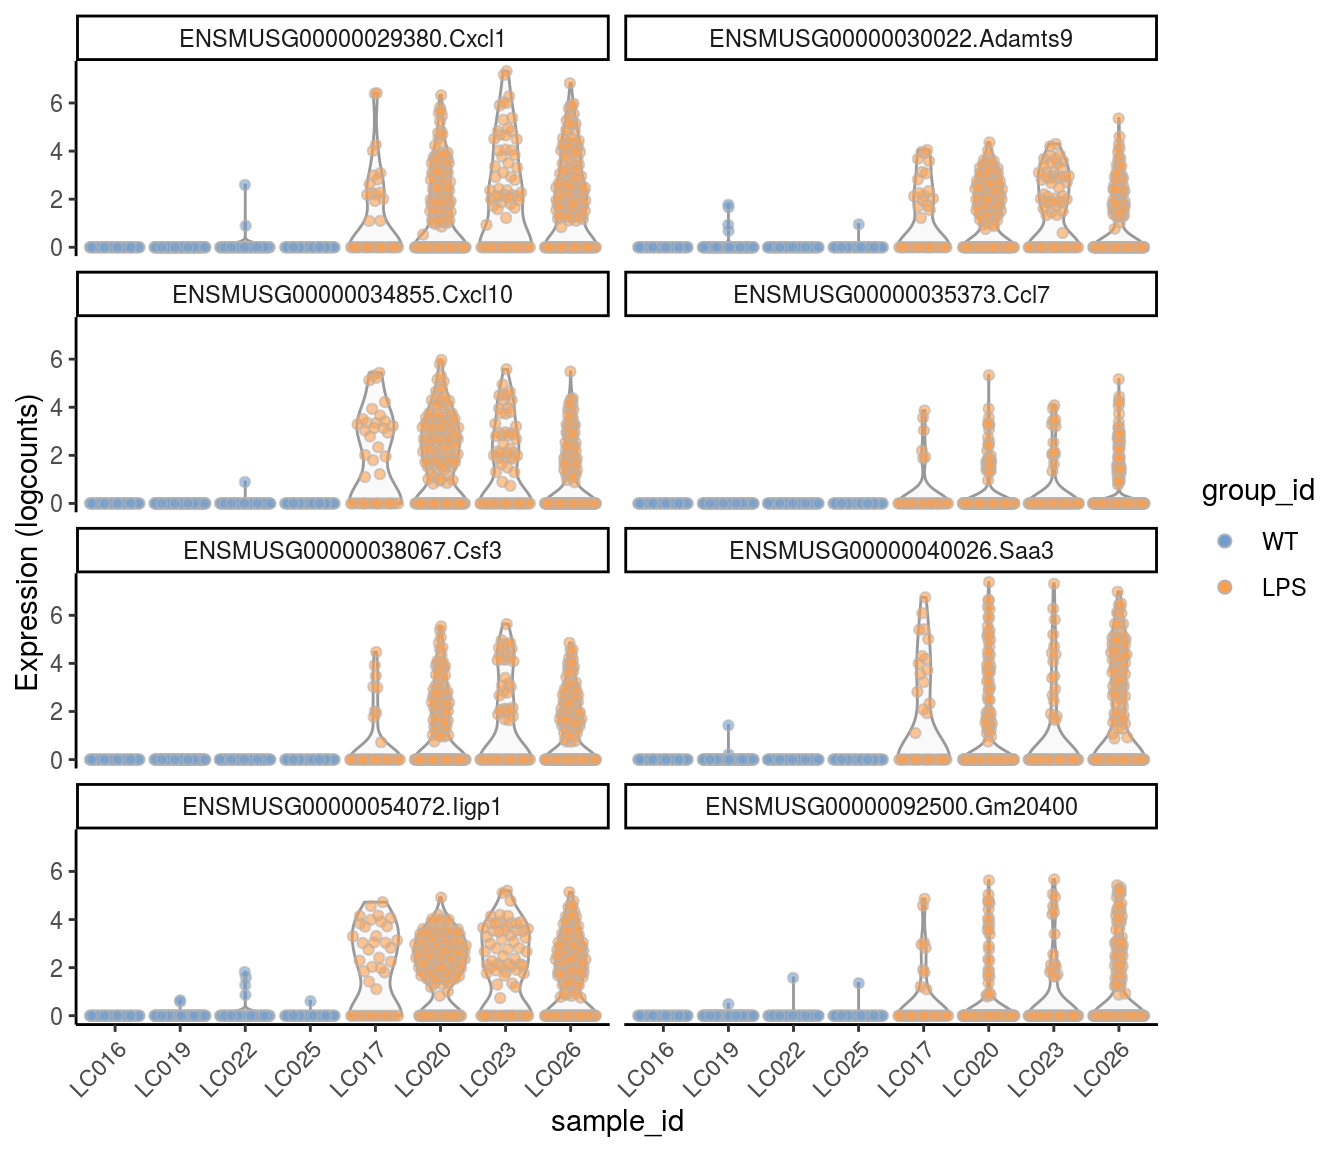 ENSMUSG00000029380.Cxcl1
ENSMUSG00000030022.Adamts9
6
4
2
0
ENSMUSG00000034855.Cxcl10
ENSMUSG00000035373.Ccl7
6
4
2
0
ENSMUSG00000038067.Csf3
ENSMUSG00000040026.Saa3
6
4
2
0
ENSMUSG00000054072.Iigp1
ENSMUSG00000092500.Gm20400
6
4
2
0
Expression (logcounts)
LC016 LC019 LC022 LC025 LC017 LC020 LC023 LC026
LC016 LC019 LC022 LC025 LC017 LC020 LC023 LC026
sample_id
group_id
WT
LPS